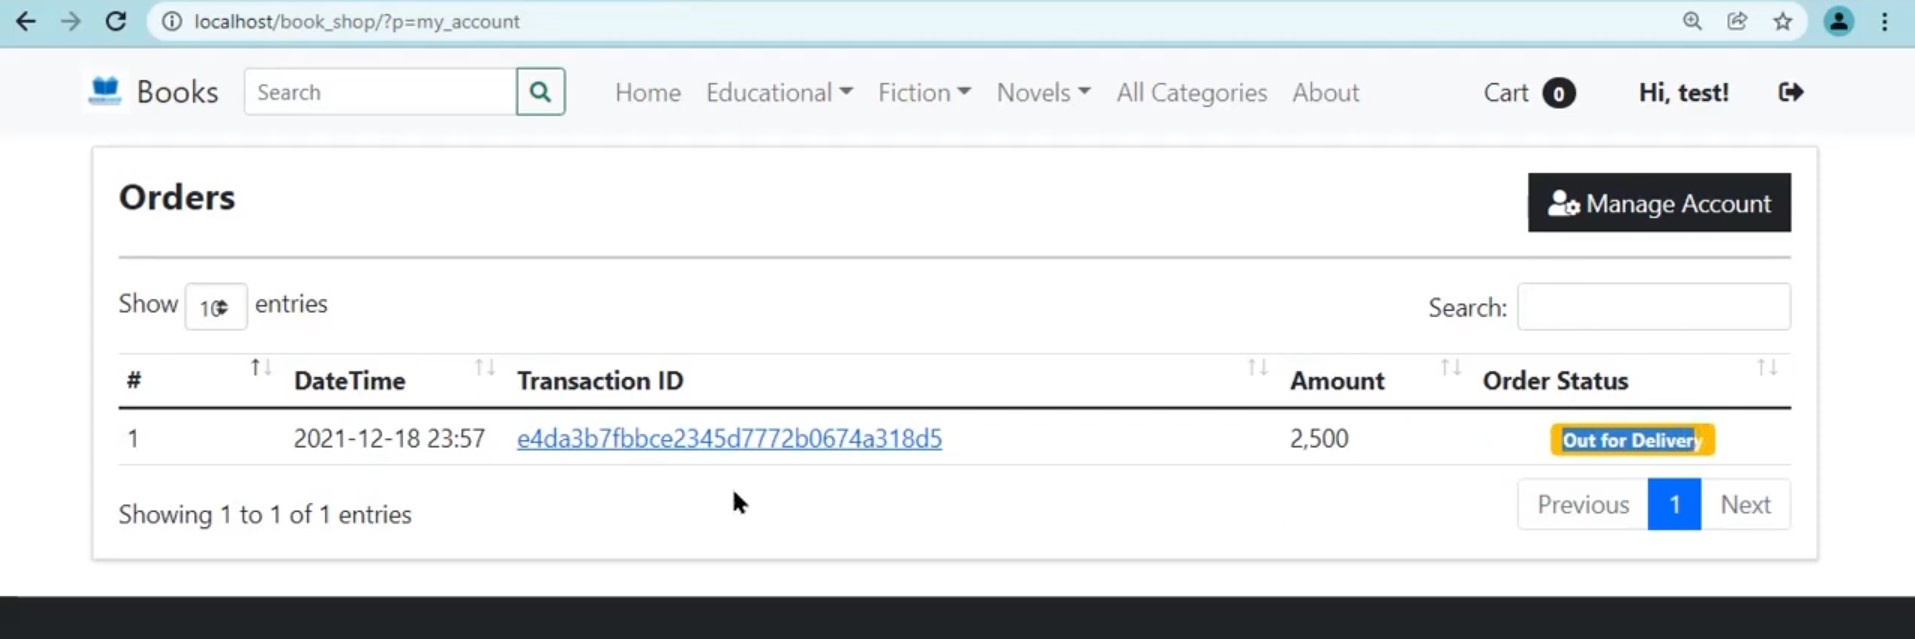 localhost/book_shop/?p=my_account
Books Search Home Educational Fiction Novels All Categories About Cart 0 Hi, test!
Orders Manage Account
Show 10 entries Search:
# DateTime Transaction ID Amount Order Status
1 2021-12-18 23:57 e4da3b7fbbce2345d7772b0674a318d5 2,500 Out for Delivery
Showing 1 to 1 of 1 entries Previous 1 Next